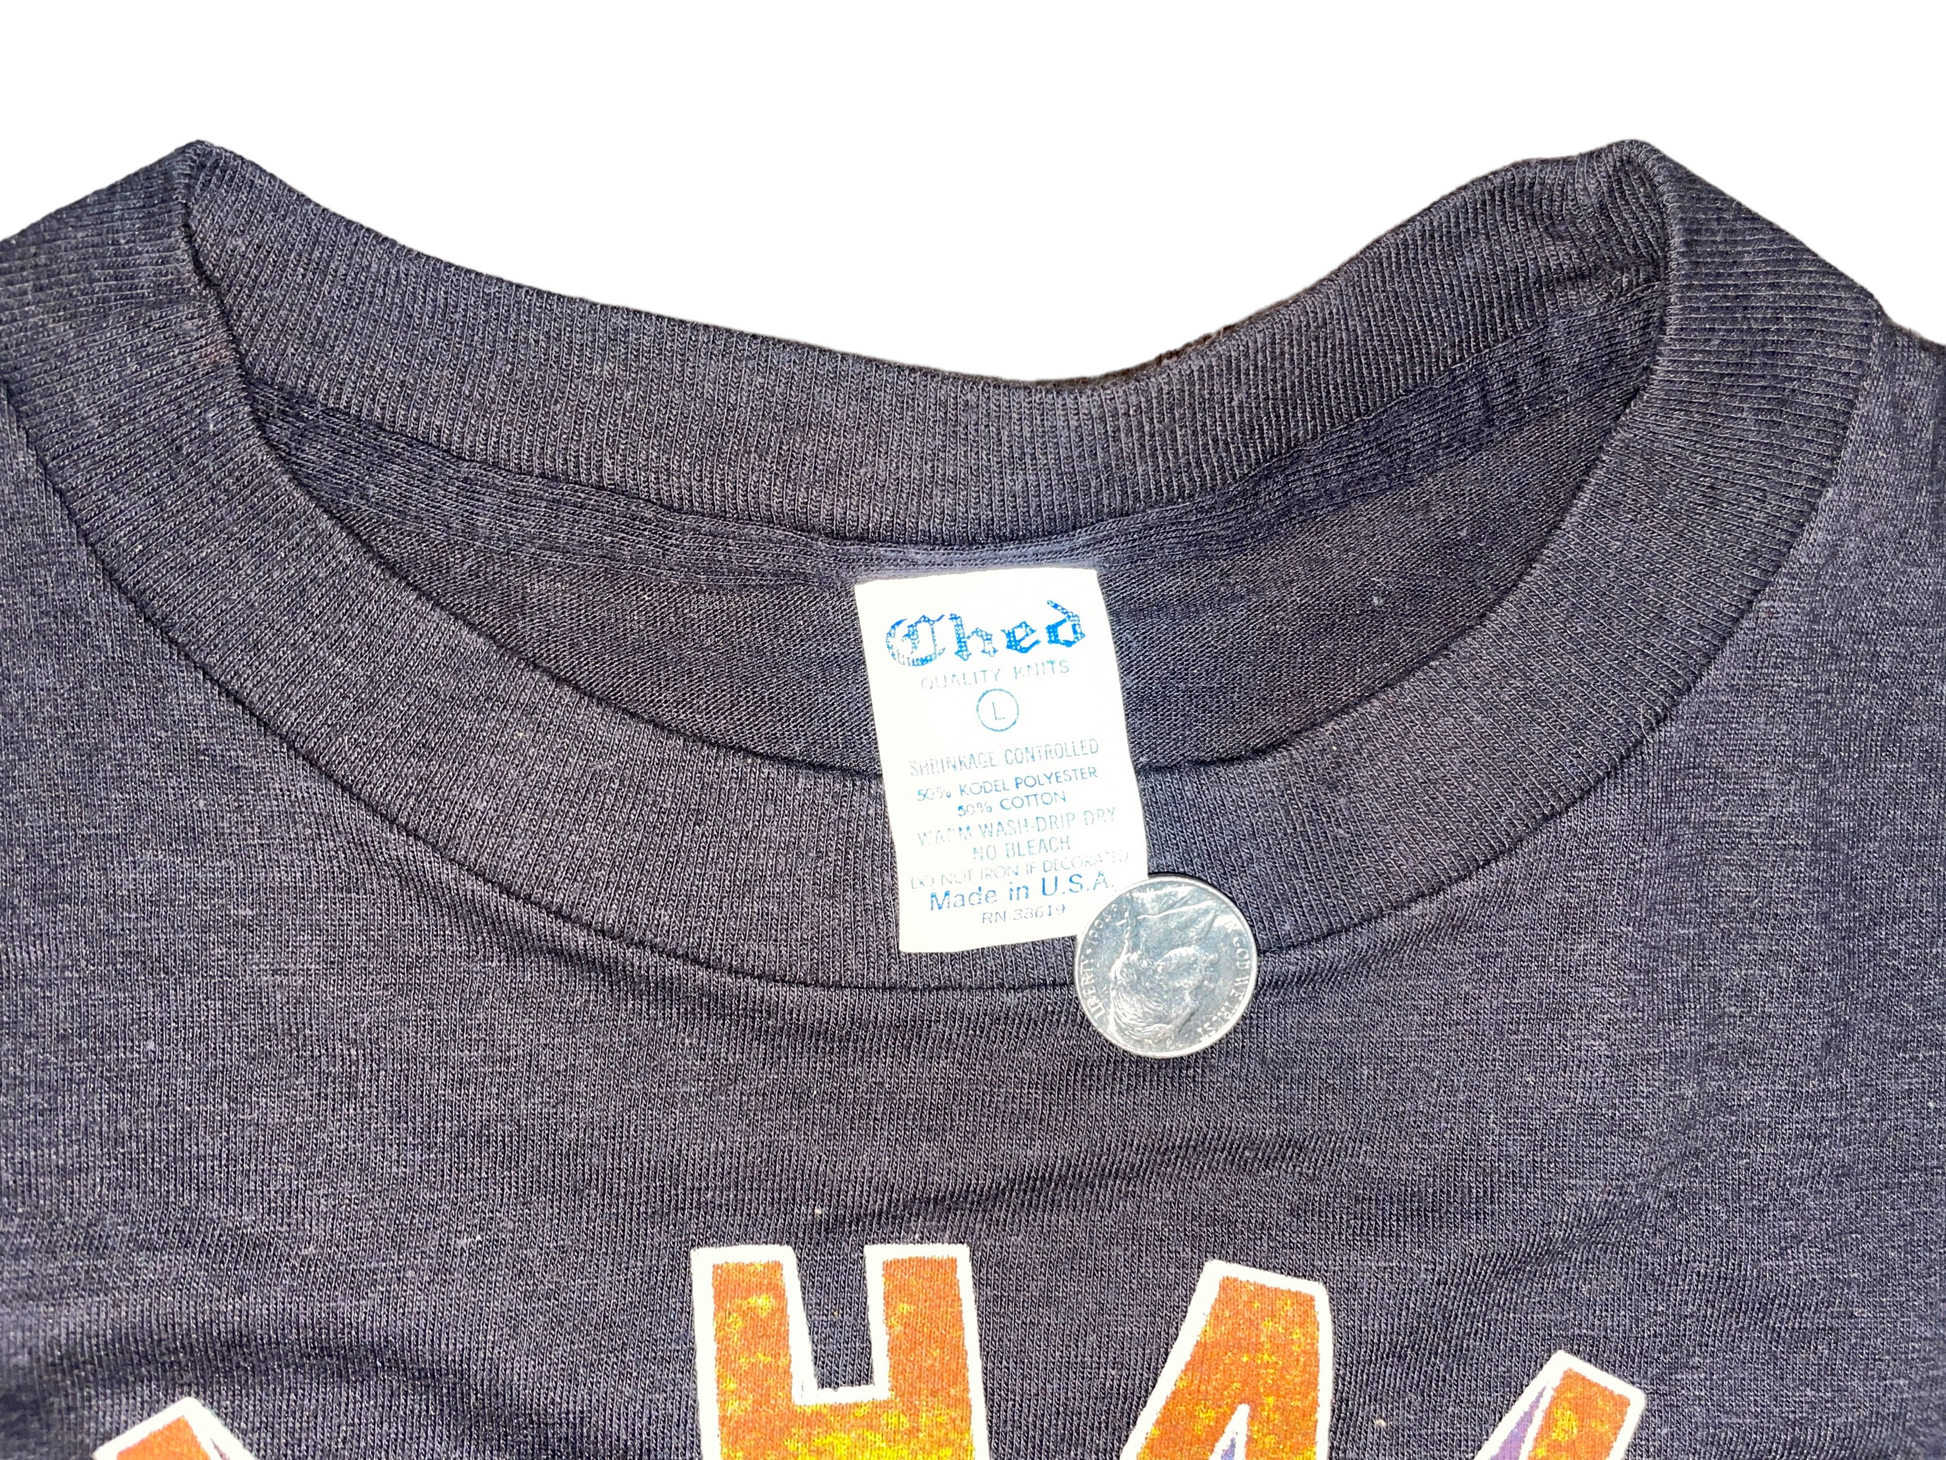 Ched
QUALITY KNITS
L
SHRINKAGE CONTROLLED
50% KODEL POLYESTER
50% COTTON
WARM WASH-DRIP DRY
NO BLEACH
DO NOT IRON IF DECORATED
Made in U.S.A.
RN-38619
LIBERTY
HA